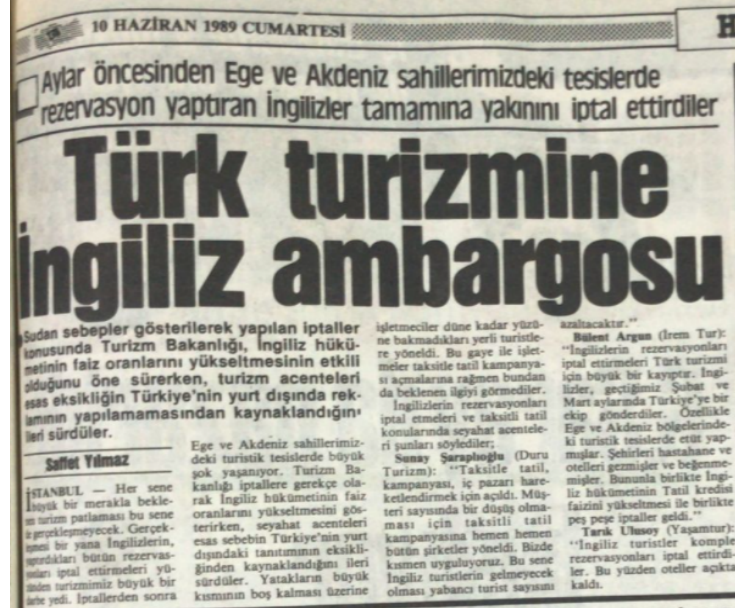 10 HAZİRAN 1989 CUMARTESİ
H
Aylar öncesinden Ege ve Akdeniz sahillerimizdeki tesislerde
rezervasyon yaptıran İngilizler tamamına yakınını iptal ettirdiler
Türk turizmine
İngiliz ambargosu
Sudan sebepler gösterilerek yapılan iptaller
konusunda Turizm Bakanlığı, İngiliz hükü-
metinin faiz oranlarını yükseltmesinin etkili
olduğunu öne sürerken, turizm acenteleri
esas eksikliğin Türkiye'nin yurt dışında rek-
lamının yapılamamasından kaynaklandığını
ileri sürdüler.
Saffet Yılmaz
İSTANBUL — Her sene
büyük bir merakla bekle-
nen turizm patlaması bu sene
gerçekleşmeyecek. Gerçek-
bir yana İngilizlerin,
yaptırdıkları bütün rezervas-
yonları iptal ettirmeleri yü-
zünden turizmimiz büyük bir
darbe yedi. İptallerden sonra
Ege ve Akdeniz sahillerimiz-
deki turistik tesislerde büyük
şok yaşanıyor. Turizm Ba-
kanlığı iptallere gerekçe ola-
rak İngiliz hükümetinin faiz
oranlarını yükseltmesini gös-
terirken, seyahat acenteleri
esas sebebin Türkiye'nin yurt
dışındaki tanıtımının eksikli-
ğinden kaynaklandığını ileri
sürdüler. Yatakların büyük
kısmının boş kalması üzerine
işletmeciler düne kadar yüzü-
ne bakmadıkları yerli turistle-
re yöneldi. Bu gaye ile işlet-
meler taksitle tatil kampanya-
sı açmalarına rağmen bundan
da beklenen ilgiyi görmediler.
İngilizlerin rezervasyonları
iptal etmeleri ve taksitli tatil
konularında seyahat acentele-
ri şunları söylediler;
Sunay Şaraplıoğlu (Duru
Turizm): "Taksitle tatil,
kampanyası, iç pazarı hare-
ketlendirmek için açıldı. Müş-
teri sayısında bir düşüş olma-
ması için taksitli tatil
kampanyasına hemen hemen
bütün şirketler yöneldi. Bizde
kısmen uyguluyoruz. Bu sene
İngiliz turistlerin gelmeyecek
olması yabancı turist sayısını
azaltacaktır."
Bülent Argun (İrem Tur):
"İngilizlerin rezervasyonları
iptal ettirmeleri Türk turizmi
için büyük bir kayıptır. İngi-
lizler, geçtiğimiz Şubat ve
Mart aylarında Türkiye'ye bir
ekip gönderdiler. Özellikle
Ege ve Akdeniz bölgelerinde-
ki turistik tesislerde etüt yap-
mışlar. Şehirleri hastahane ve
otelleri gezmişler ve beğenme-
mişler. Bununla birlikte İngi-
liz hükümetinin Tatil kredisi
faizini yükseltmesi ile birlikte
peş peşe iptaller geldi."
Tarık Ulusoy (Yaşamtur):
"İngiliz turistler komple
rezervasyonları iptal ettirdi-
ler. Bu yüzden oteller açıkta
kaldı.